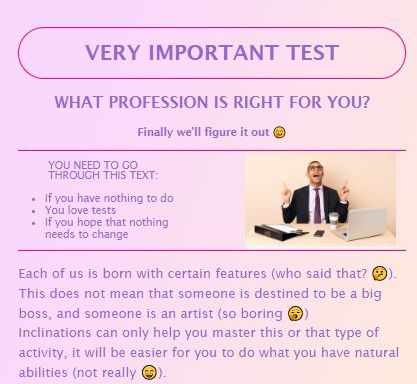 VERY IMPORTANT TEST
WHAT PROFESSION IS RIGHT FOR YOU?
Finally we'll figure it out 😄
YOU NEED TO GO
THROUGH THIS TEXT:
• If you have nothing to do
• You love tests
• If you hope that nothing
needs to change
Each of us is born with certain features (who said that? 🤔).
This does not mean that someone is destined to be a big
boss, and someone is an artist (so boring 🥱)
Inclinations can only help you master this or that type of
activity, it will be easier for you to do what you have natural
abilities (not really 😅).